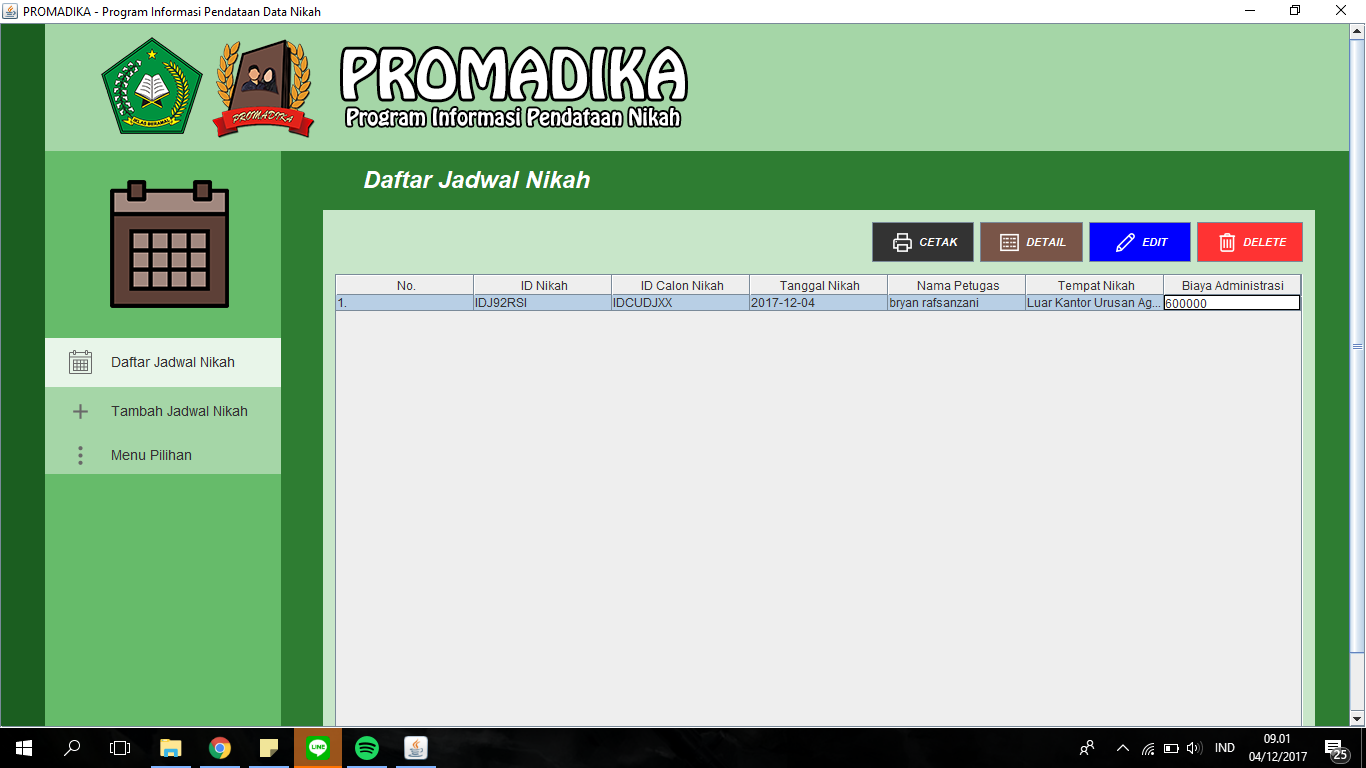 PROMADIKA - Program Informasi Pendataan Data Nikah
PROMADIKA
Program Informasi Pendataan Nikah
IKHLAS BERAMAL
PROMADIKA
Daftar Jadwal Nikah
CETAK
DETAIL
EDIT
DELETE
No. ID Nikah ID Calon Nikah Tanggal Nikah Nama Petugas Tempat Nikah Biaya Administrasi
1. IDJ92RSI IDCUDJXX 2017-12-04 bryan rafsanzani Luar Kantor Urusan Ag... 600000
Daftar Jadwal Nikah
Tambah Jadwal Nikah
Menu Pilihan
LINE
IND
09.01
04/12/2017
25